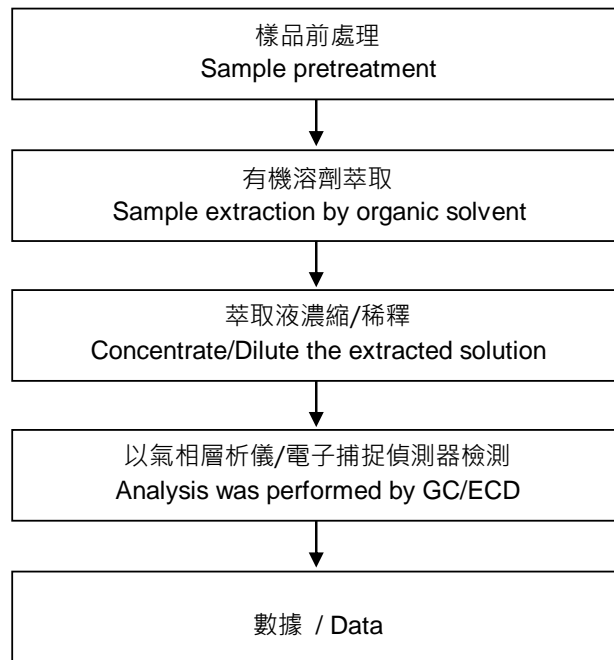 樣品前處理
Sample pretreatment
有機溶劑萃取
Sample extraction by organic solvent
萃取液濃縮/稀釋
Concentrate/Dilute the extracted solution
以氣相層析儀/電子捕捉偵測器檢測
Analysis was performed by GC/ECD
數據 / Data